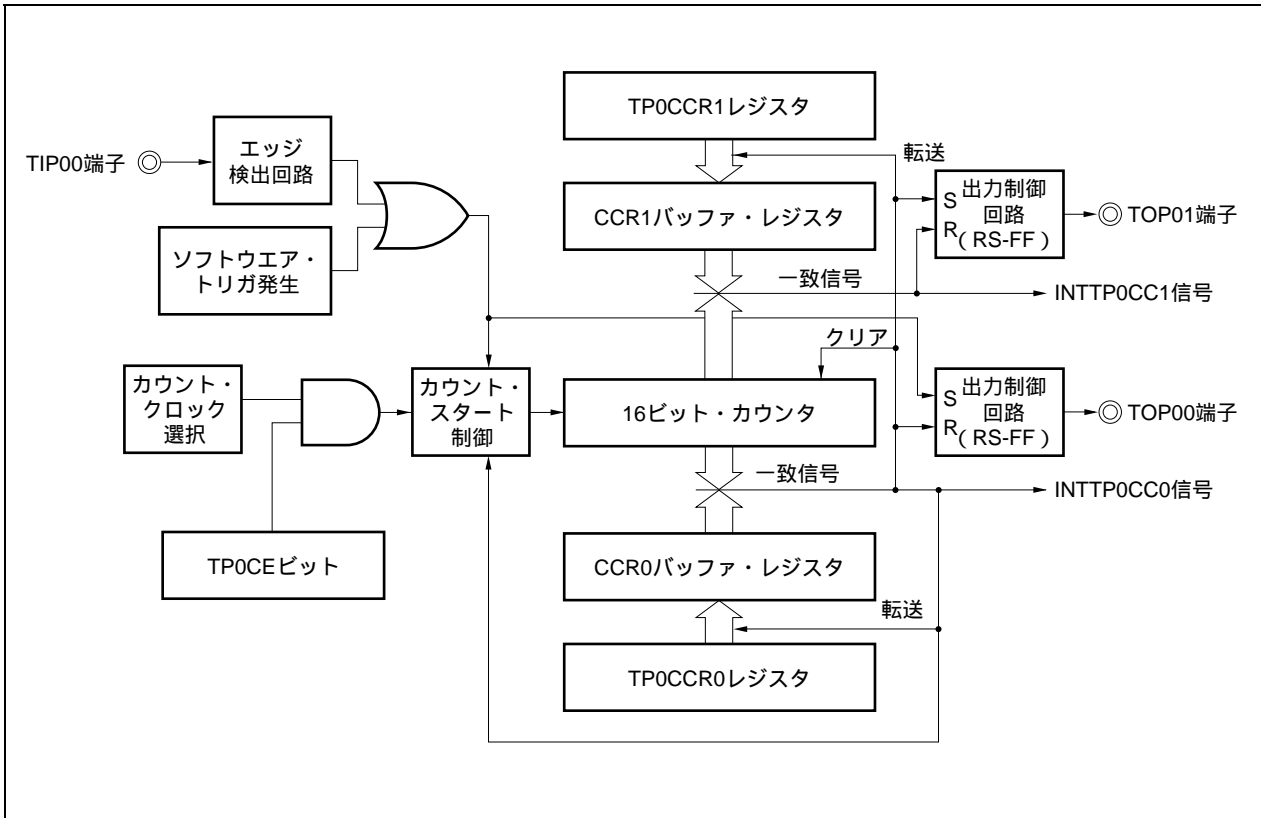 TP0CCR1レジスタ
転送
TIP00端子
エッジ
検出回路
CCR1バッファ・レジスタ
S
R
出力制御
回路
(RS-FF)
TOP01端子
ソフトウエア・
トリガ発生
一致信号
INTTP0CC1信号
クリア
カウント・
クロック
選択
カウント・
スタート
制御
16ビット・カウンタ
S
R
出力制御
回路
(RS-FF)
TOP00端子
一致信号
INTTP0CC0信号
TP0CEビット
CCR0バッファ・レジスタ
転送
TP0CCR0レジスタ